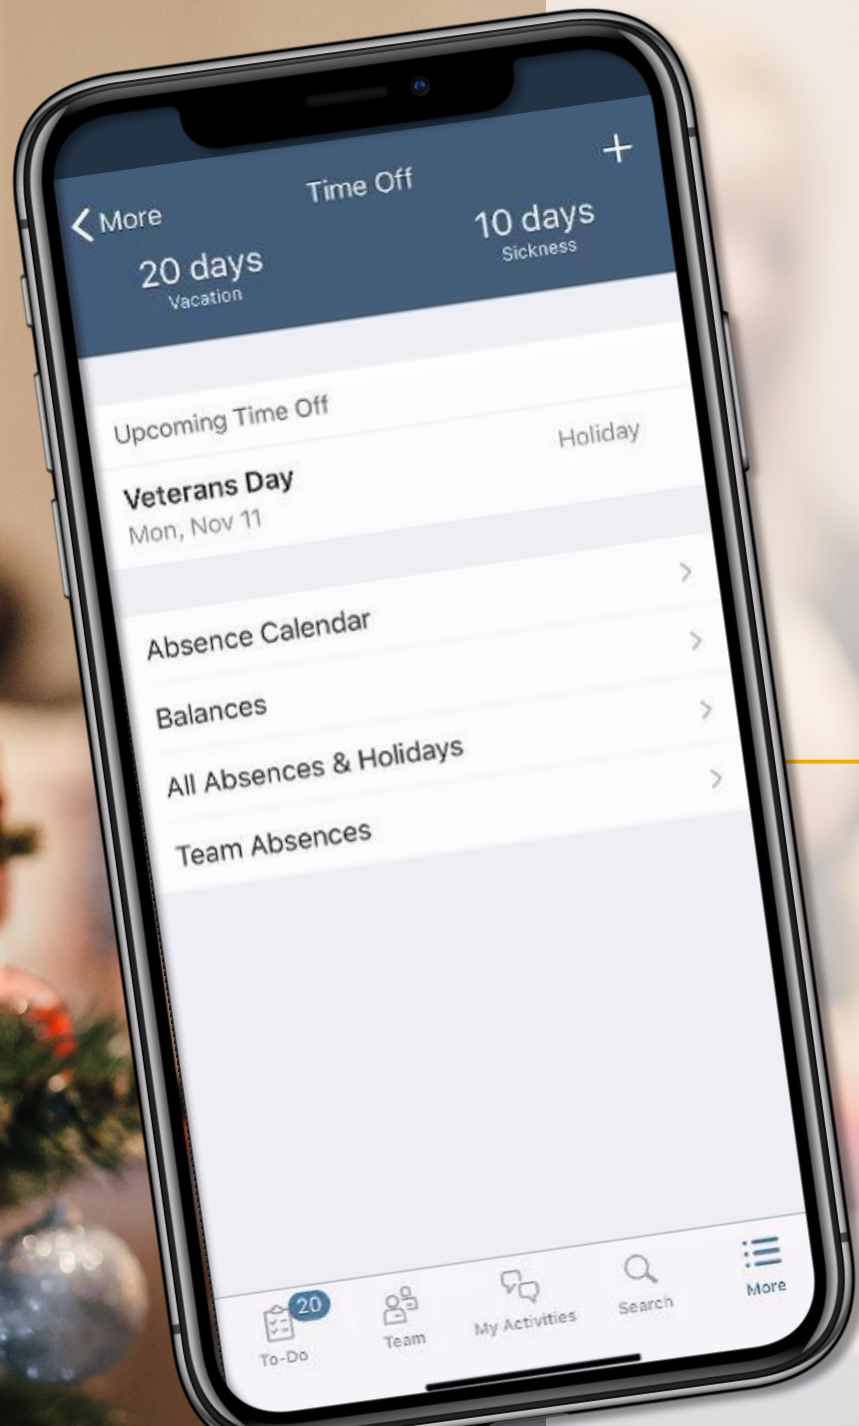 More
Time Off
+
20 days
Vacation
10 days
Sickness
Upcoming Time Off
Veterans Day
Holiday
Mon, Nov 11
Absence Calendar
Balances
All Absences & Holidays
Team Absences
20
To-Do
Team
My Activities
Search
More